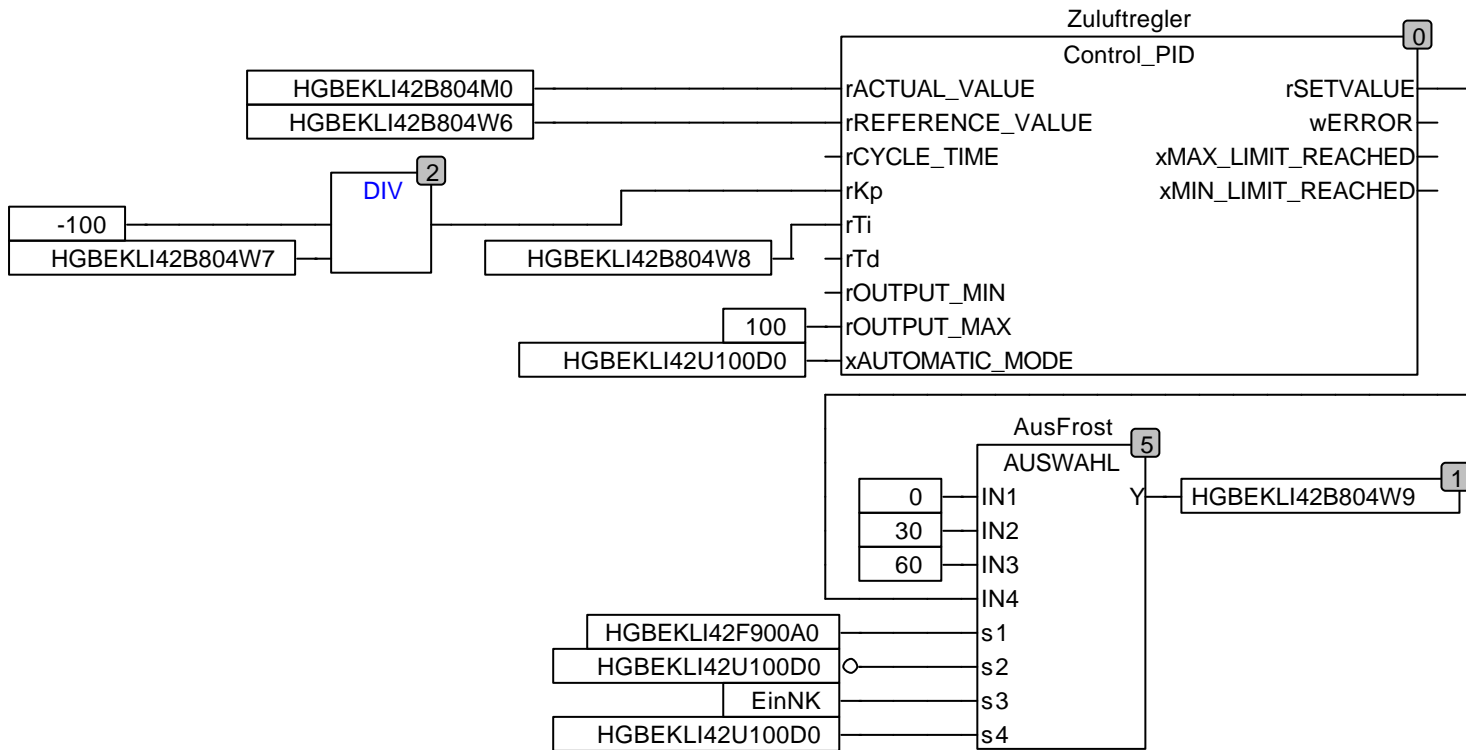 Zuluftregler
0
Control_PID
HGBEKLI42B804M0 rACTUAL_VALUE rSETVALUE
HGBEKLI42B804W6 rREFERENCE_VALUE wERROR
rCYCLE_TIME xMAX_LIMIT_REACHED
2
DIV rKp xMIN_LIMIT_REACHED
-100 rTi
HGBEKLI42B804W7 HGBEKLI42B804W8 rTd
rOUTPUT_MIN
100 rOUTPUT_MAX
HGBEKLI42U100D0 xAUTOMATIC_MODE
AusFrost
5
AUSWAHL
1
0 IN1 Y HGBEKLI42B804W9
30 IN2
60 IN3
IN4
HGBEKLI42F900A0 s1
HGBEKLI42U100D0 s2
EinNK s3
HGBEKLI42U100D0 s4